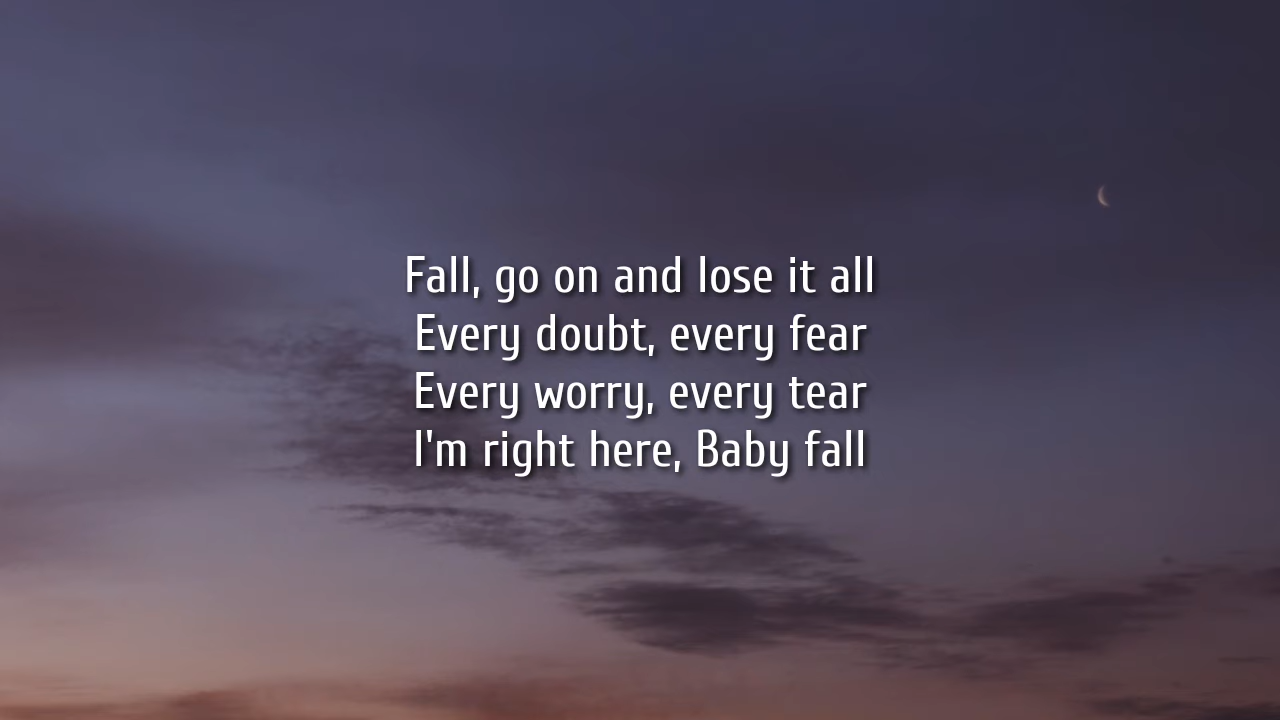 Fall, go on and lose it all
Every doubt, every fear
Every worry, every tear
I'm right here, Baby fall